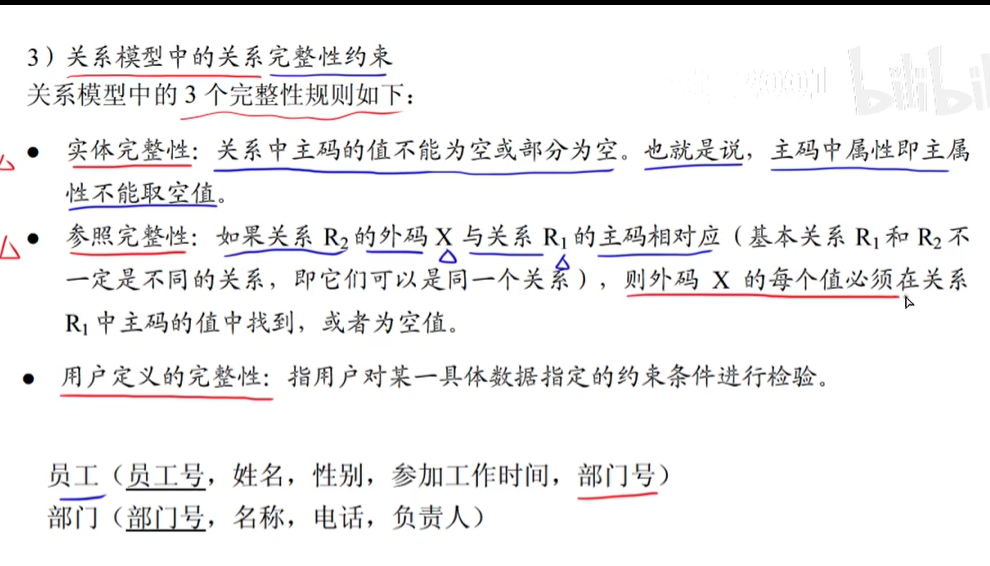 3）关系模型中的关系完整性约束
关系模型中的 3 个完整性规则如下：
● 实体完整性：关系中主码的值不能为空或部分为空。也就是说，主码中属性即主属
性不能取空值。
● 参照完整性：如果关系 R₂ 的外码 X 与关系 R₁ 的主码相对应（基本关系 R₁ 和 R₂ 不
一定是不同的关系，即它们可以是同一个关系），则外码 X 的每个值必须在关系
R₁ 中主码的值中找到，或者为空值。
● 用户定义的完整性：指用户对某一具体数据指定的约束条件进行检验。
员工（员工号，姓名，性别，参加工作时间，部门号）
部门（部门号，名称，电话，负责人）